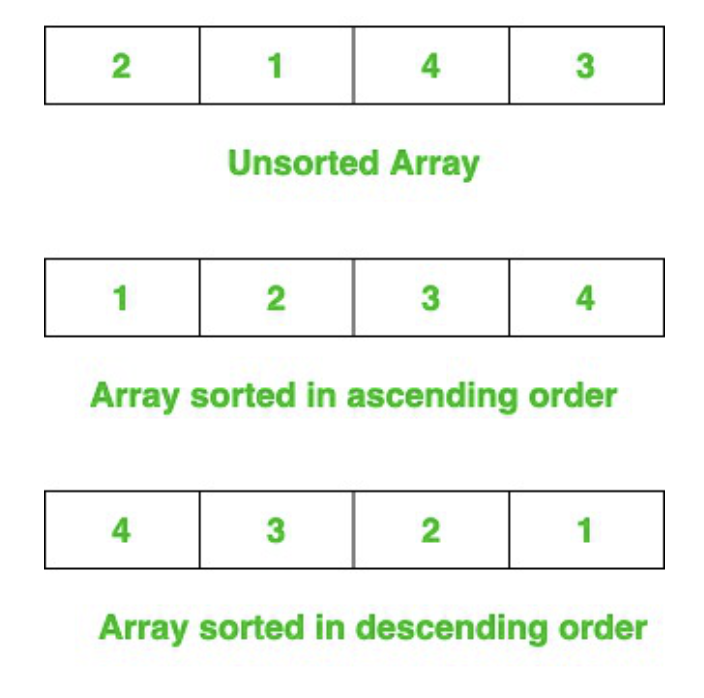 2 1 4 3
Unsorted Array
1 2 3 4
Array sorted in ascending order
4 3 2 1
Array sorted in descending order